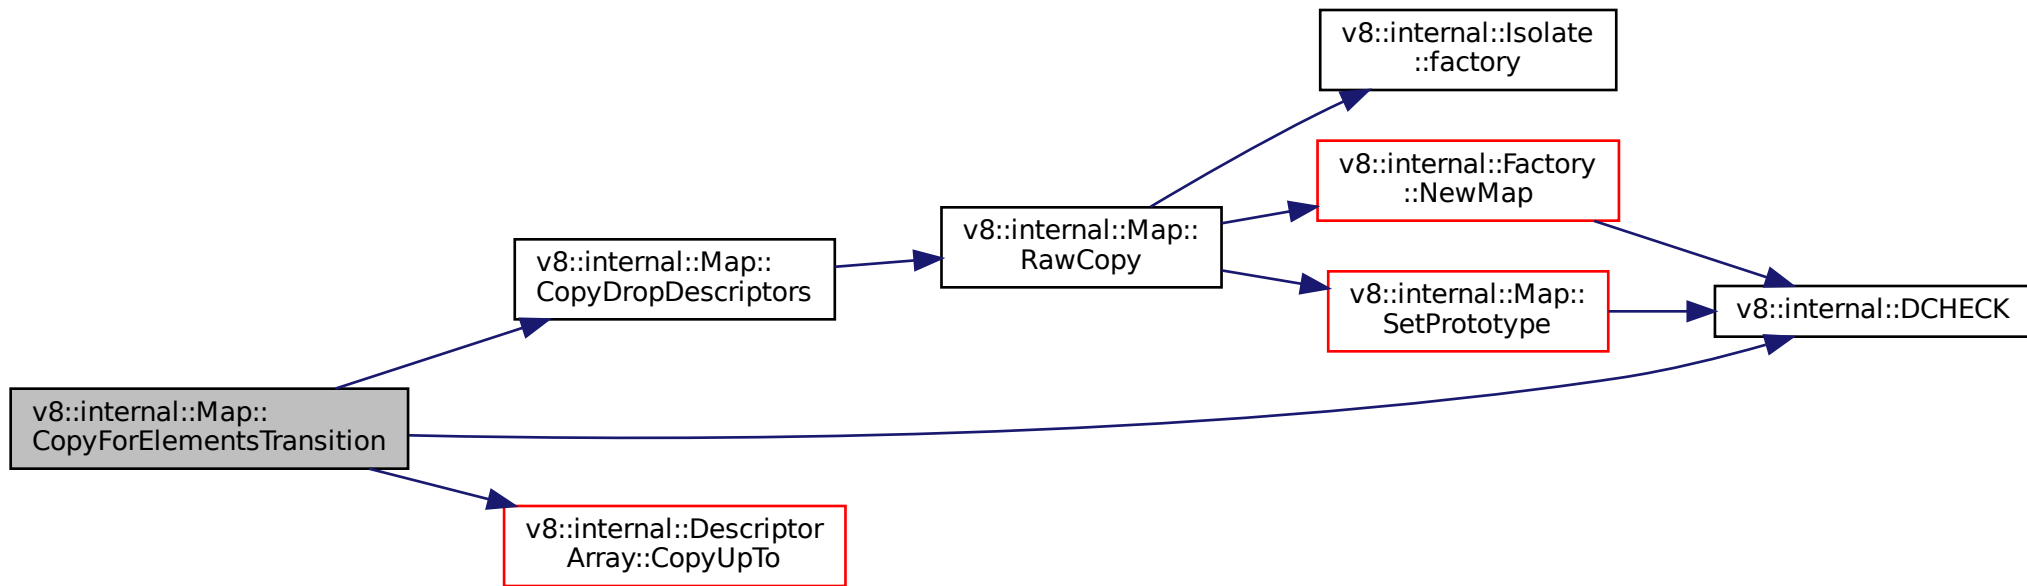 v8::internal::Isolate
::factory
v8::internal::Factory
::NewMap
v8::internal::Map::
RawCopy
v8::internal::Map::
CopyDropDescriptors
v8::internal::Map::
SetPrototype
v8::internal::DCHECK
v8::internal::Map::
CopyForElementsTransition
v8::internal::Descriptor
Array::CopyUpTo